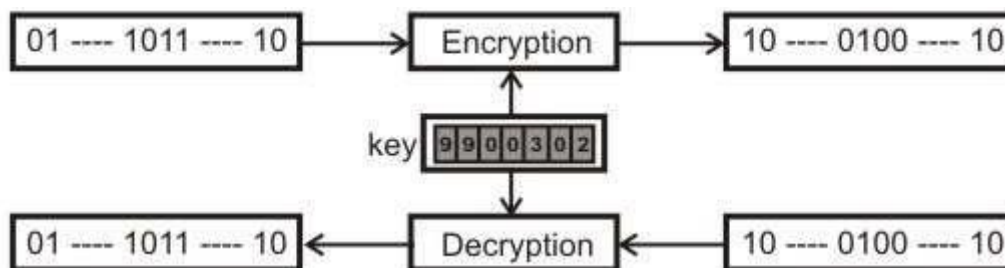 01 ---- 1011 ---- 10 Encryption 10 ---- 0100 ---- 10
key 9 9 0 0 3 0 2
01 ---- 1011 ---- 10 Decryption 10 ---- 0100 ---- 10